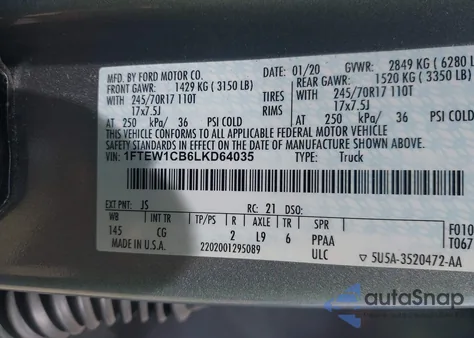 MFD. BY FORD MOTOR CO.
01/20 GVWR: 2849 KG ( 6280 L
FRONT GAWR: 1429 KG ( 3150 LB) REAR GAWR: 1520 KG ( 3350 LB)
WITH 245/70R17 110T WITH 245/70R17 110T
TIRES TIRES
RIMS 17x7.5J RIMS 17x7.5J
AT 250 kPa/ 36 PSI COLD AT 250 kPa/ 36 PSI COLD
THIS VEHICLE CONFORMS TO ALL APPLICABLE FEDERAL MOTOR VEHICLE
SAFETY STANDARDS IN EFFECT ON THE
DATE OF MANUFACTURE SHOWN ABOVE.
VIN: 1FTEW1CB6LKD64035 TYPE: Truck
EXT PNT: JS RC: 21 DSO:
WB INT TR TP/PS R AXLE TR SPR F010
145 CG 2 L9 6 PPAA T067
MADE IN U.S.A. 2202001295089 ULC 5U5A-3520472-AA
autoSnap